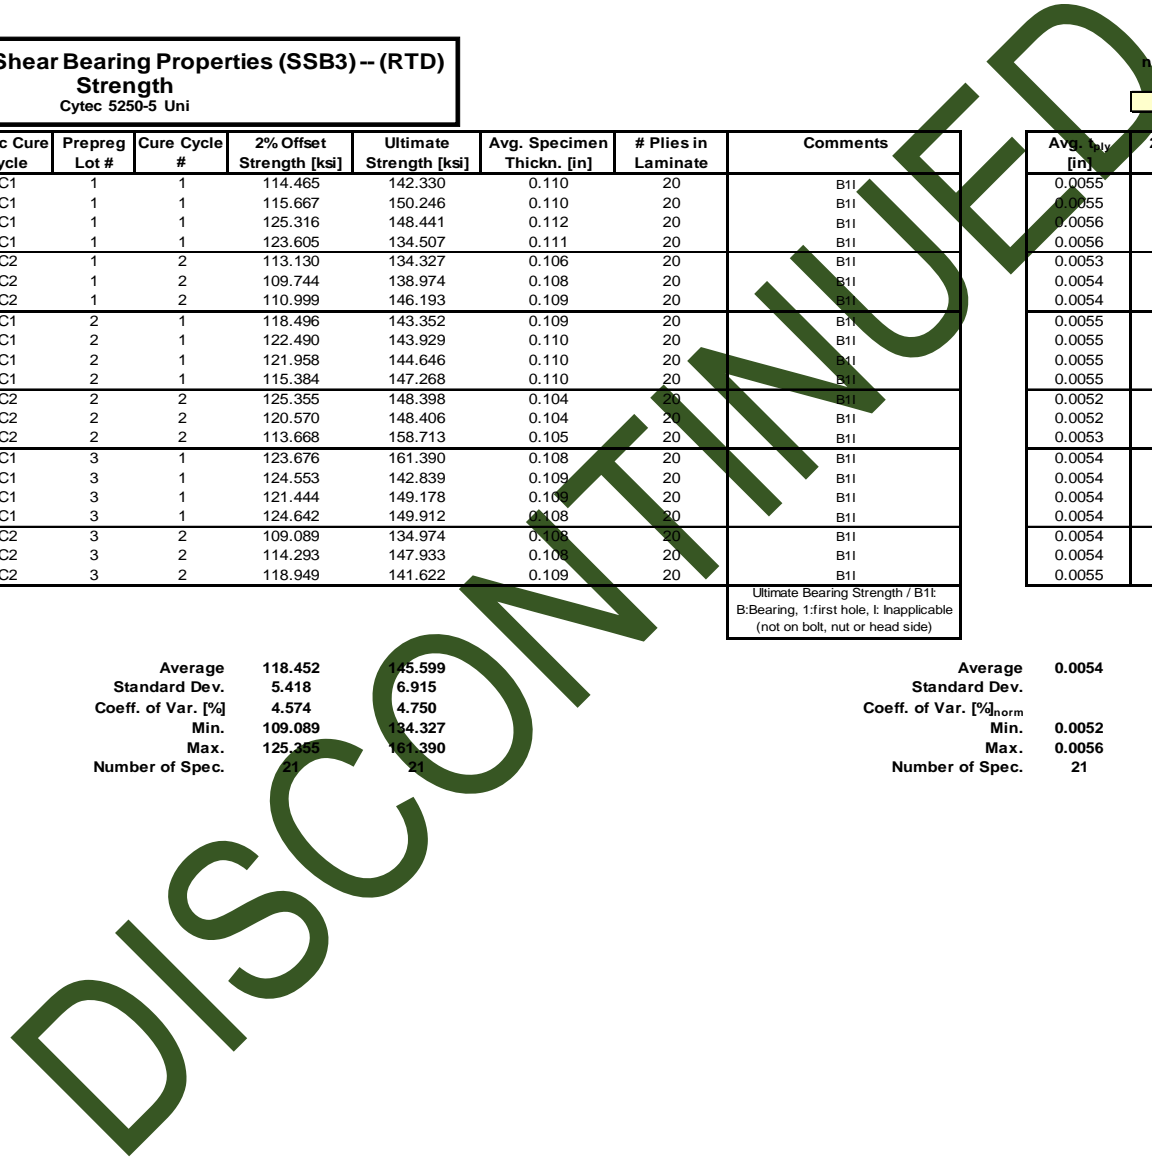 Shear Bearing Properties (SSB3) -- (RTD)
Strength
Cytec 5250-5 Uni
c Cure Prepreg Cure Cycle 2% Offset Ultimate Avg. Specimen # Plies in Comments Avg. tply
ycle Lot # # Strength [ksi] Strength [ksi] Thickn. [in] Laminate [in]
C1 1 1 114.465 142.330 0.110 20 B1I 0.0055
C1 1 1 115.667 150.246 0.110 20 B1I 0.0055
C1 1 1 125.316 148.441 0.112 20 B1I 0.0056
C1 1 1 123.605 134.507 0.111 20 B1I 0.0056
C2 1 2 113.130 134.327 0.106 20 B1I 0.0053
C2 1 2 109.744 138.974 0.108 20 B1I 0.0054
C2 1 2 110.999 146.193 0.109 20 B1I 0.0054
C1 2 1 118.496 143.352 0.109 20 B1I 0.0055
C1 2 1 122.490 143.929 0.110 20 B1I 0.0055
C1 2 1 121.958 144.646 0.110 20 B1I 0.0055
C1 2 1 115.384 147.268 0.110 20 B1I 0.0055
C2 2 2 125.355 148.398 0.104 20 B1I 0.0052
C2 2 2 120.570 148.406 0.104 20 B1I 0.0052
C2 2 2 113.668 158.713 0.105 20 B1I 0.0053
C1 3 1 123.676 161.390 0.108 20 B1I 0.0054
C1 3 1 124.553 142.839 0.109 20 B1I 0.0054
C1 3 1 121.444 149.178 0.109 20 B1I 0.0054
C1 3 1 124.642 149.912 0.108 20 B1I 0.0054
C2 3 2 109.089 134.974 0.108 20 B1I 0.0054
C2 3 2 114.293 147.933 0.108 20 B1I 0.0054
C2 3 2 118.949 141.622 0.109 20 B1I 0.0055
Ultimate Bearing Strength / B1I:
B:Bearing, 1:first hole, I: Inapplicable
(not on bolt, nut or head side)
Average 118.452 145.599 Average 0.0054
Standard Dev. 5.418 6.915 Standard Dev.
Coeff. of Var. [%] 4.574 4.750 Coeff. of Var. [%]norm
Min. 109.089 134.327 Min. 0.0052
Max. 125.355 161.390 Max. 0.0056
Number of Spec. 21 21 Number of Spec. 21
DISCONTINUED